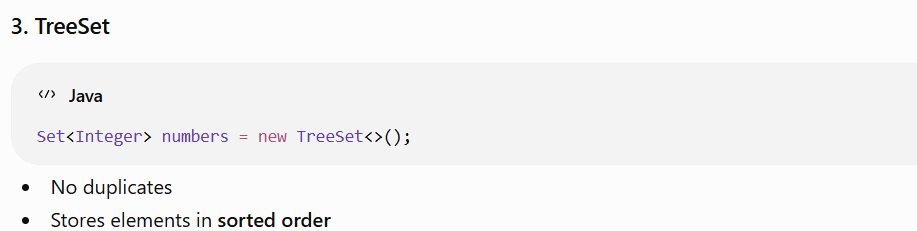 3. TreeSet
</> Java
Set<Integer> numbers = new TreeSet<>();
• No duplicates
• Stores elements in sorted order